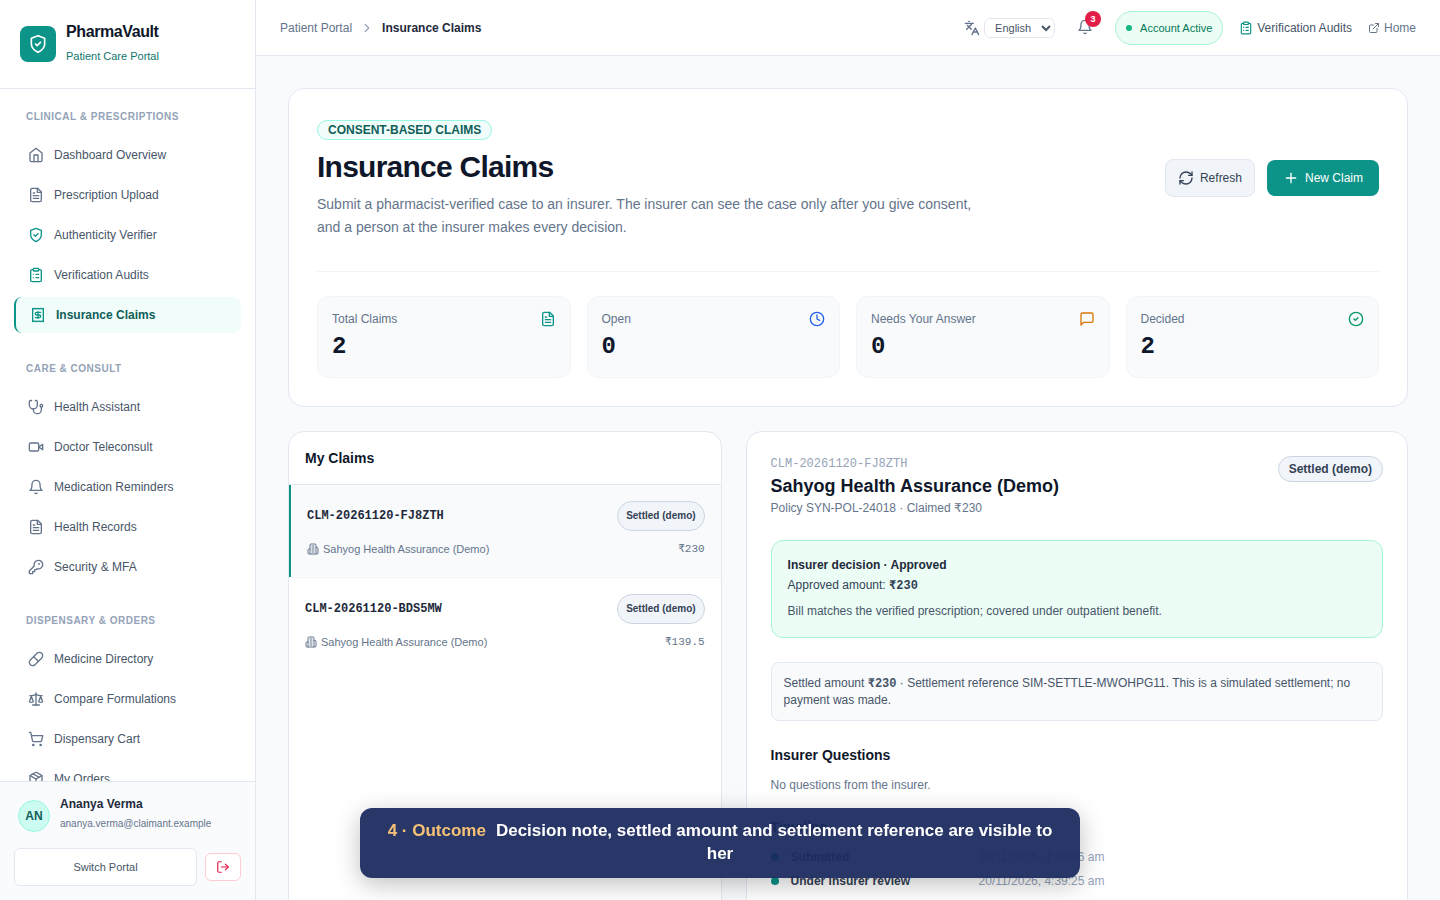 PharmaVault
Patient Care Portal
CLINICAL & PRESCRIPTIONS
Dashboard Overview
Prescription Upload
Authenticity Verifier
Verification Audits
Insurance Claims
CARE & CONSULT
Health Assistant
Doctor Teleconsult
Medication Reminders
Health Records
Security & MFA
DISPENSARY & ORDERS
Medicine Directory
Compare Formulations
Dispensary Cart
My Orders
AN
Ananya Verma
ananya.verma@claimant.example
Switch Portal
Patient Portal > Insurance Claims
English
3
Account Active
Verification Audits
Home
CONSENT-BASED CLAIMS
Insurance Claims
Submit a pharmacist-verified case to an insurer. The insurer can see the case only after you give consent,
and a person at the insurer makes every decision.
Refresh
New Claim
Total Claims
2
Open
0
Needs Your Answer
0
Decided
2
My Claims
CLM-20261120-FJ8ZTH
Settled (demo)
Sahyog Health Assurance (Demo)
₹230
CLM-20261120-BDS5MW
Settled (demo)
Sahyog Health Assurance (Demo)
₹139.5
CLM-20261120-FJ8ZTH
Settled (demo)
Sahyog Health Assurance (Demo)
Policy SYN-POL-24018 · Claimed ₹230
Insurer decision · Approved
Approved amount: ₹230
Bill matches the verified prescription; covered under outpatient benefit.
Settled amount ₹230 · Settlement reference SIM-SETTLE-MWOHPG11. This is a simulated settlement; no
payment was made.
Insurer Questions
No questions from the insurer.
4 · Outcome Decision note, settled amount and settlement reference are visible to
her
Submitted
am
Under insurer review
20/11/2026, 4:39:25 am